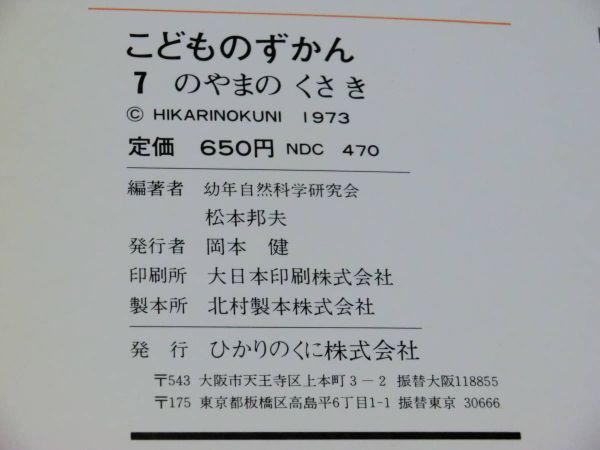 こどものずかん
7 のやまの くさ き
© HIKARINOKUNI 1973
定価 650円 NDC 470
編著者 幼年自然科学研究会
松本邦夫
発行者 岡本 健
印刷所 大日本印刷株式会社
製本所 北村製本株式会社
発 行 ひかりのくに株式会社
〒543 大阪市天王寺区上本町3-2 振替大阪118855
〒175 東京都板橋区高島平6丁目1-1 振替東京 30666